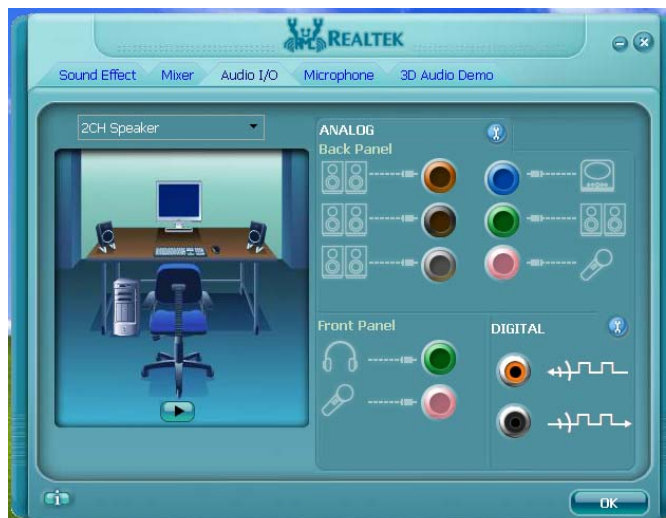 REALTEK
Sound Effect
Mixer
Audio I/O
Microphone
3D Audio Demo
2CH Speaker
ANALOG
Back Panel
Front Panel
DIGITAL
i
OK